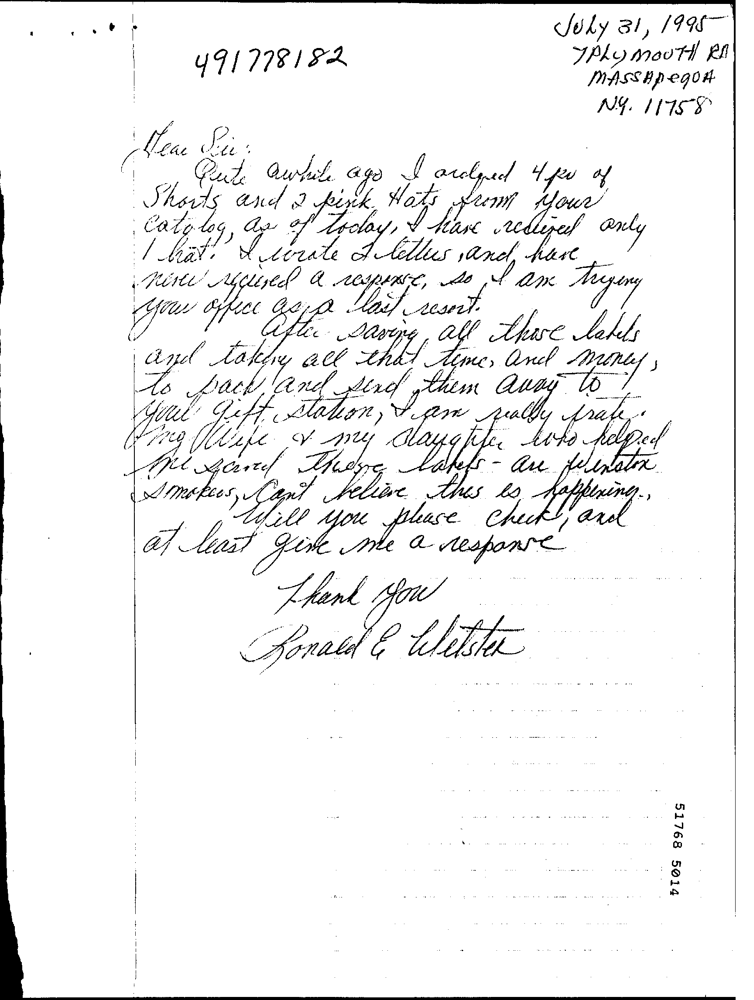 July 31, 1995
7 Plymouth Rd
Massapequa
N.Y. 11758
491778182
Dear Sir:
Quite awhile ago I ordered 4 pr of
Shorts and 2 pink Hats from your
catolog, as of today, I have recieved only
1 hat. I wrote 2 letters, and have
never recieved a response, so I am trying
your office as a last resort.
After saving all those labels
and taking all that time, and money,
to pack and send them away to
your gift station, I am really irate.
My Wife & my daughter who helped
me saved these labels - are Winston
smokers, Can't believe this is happening.,
Will you please check, and
at least give me a response
Thank you
Ronald E Webster
51768 5014